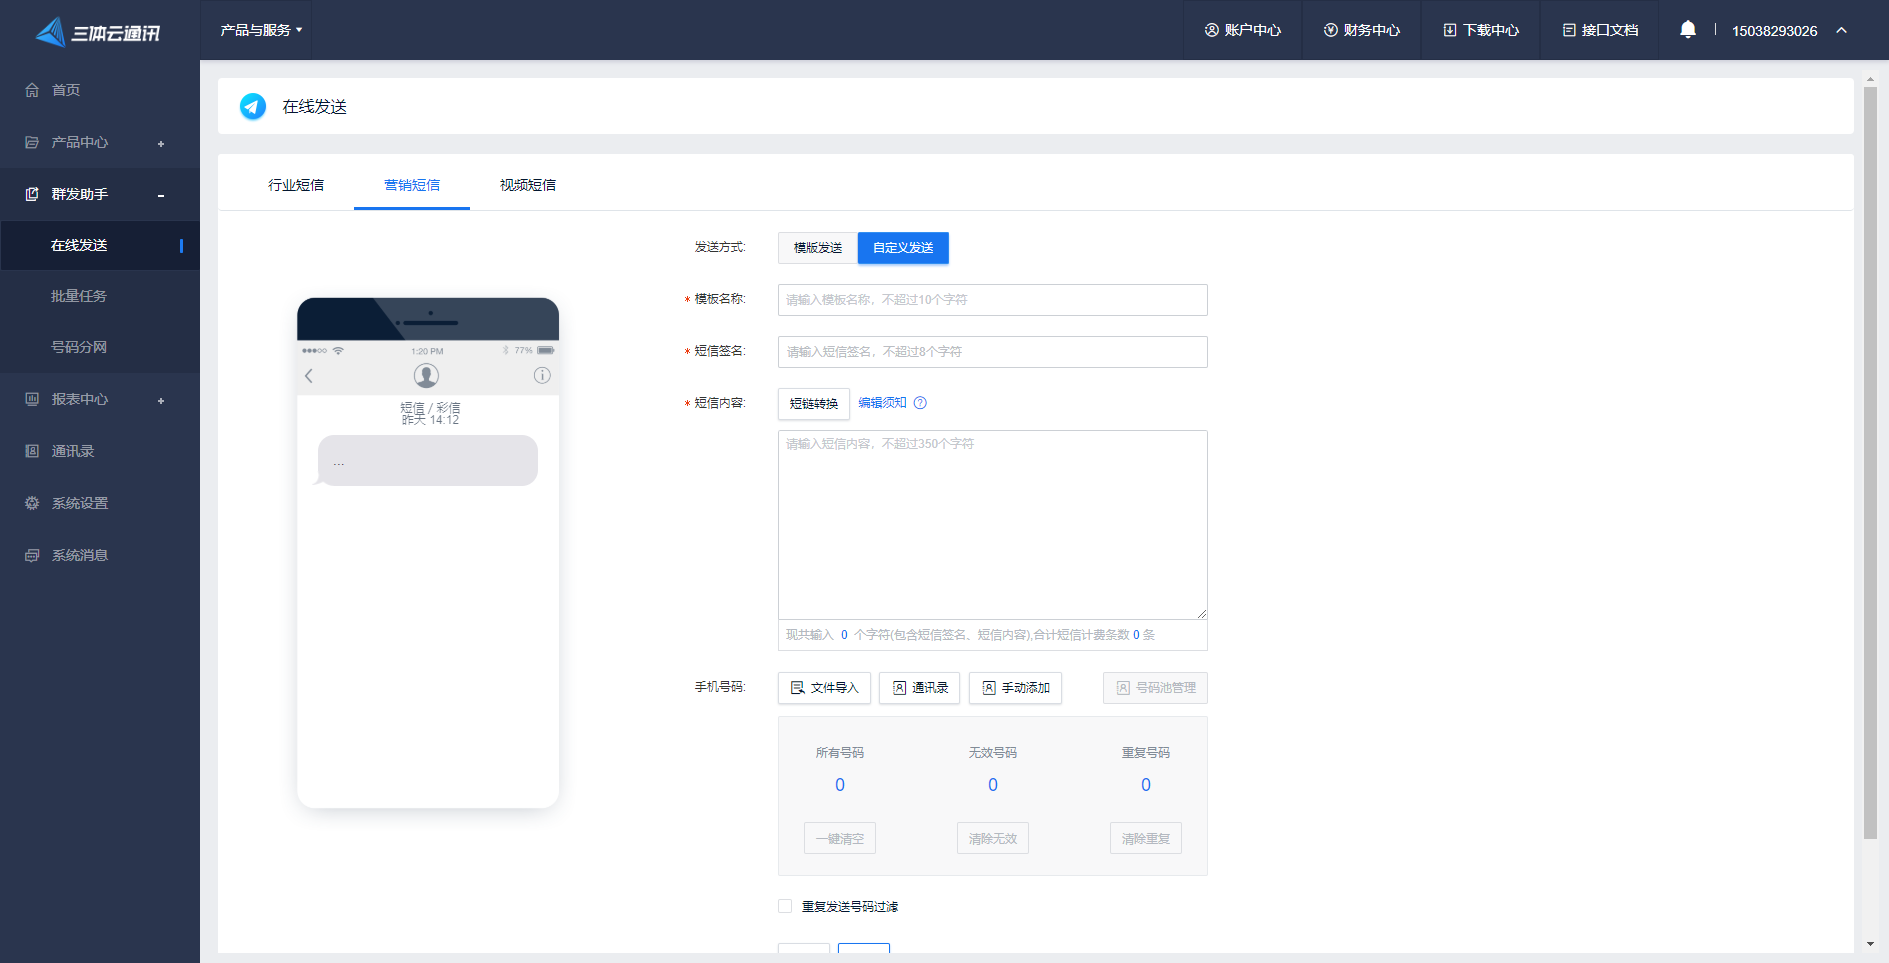 三体云通讯
产品与服务
账户中心
财务中心
下载中心
接口文档
15038293026
首页
产品中心
群发助手
在线发送
批量任务
号码分网
报表中心
通讯录
系统设置
系统消息
在线发送
行业短信
营销短信
视频短信
1:20 PM
77%
短信 / 彩信
昨天 14:12
...
发送方式:
模版发送
自定义发送
* 模板名称:
请输入模板名称，不超过10个字符
* 短信签名:
请输入短信签名，不超过8个字符
* 短信内容:
短链转换
编辑须知
请输入短信内容，不超过350个字符
现共输入 0 个字符(包含短信签名、短信内容),合计短信计费条数 0 条
手机号码:
文件导入
通讯录
手动添加
号码池管理
所有号码
无效号码
重复号码
0
0
0
一键清空
清除无效
清除重复
重复发送号码过滤